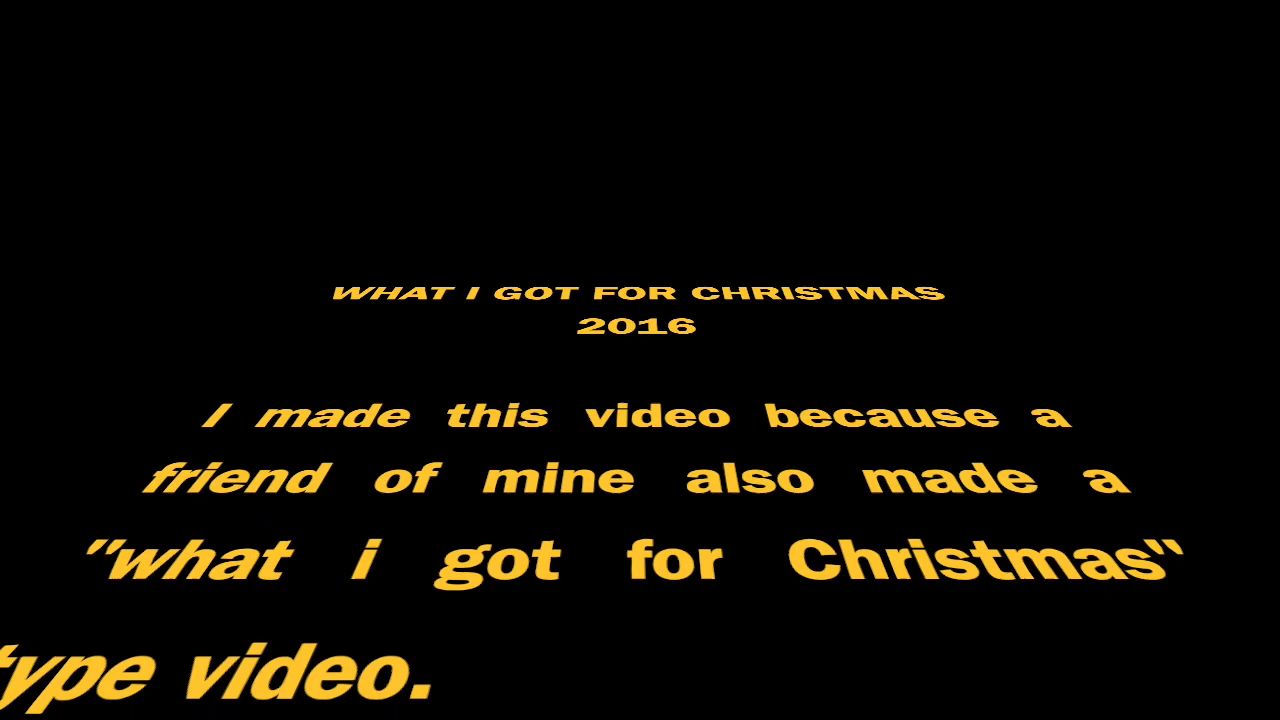 WHAT I GOT FOR CHRISTMAS
2016
I made this video because a
friend of mine also made a
"what i got for Christmas"
type video.